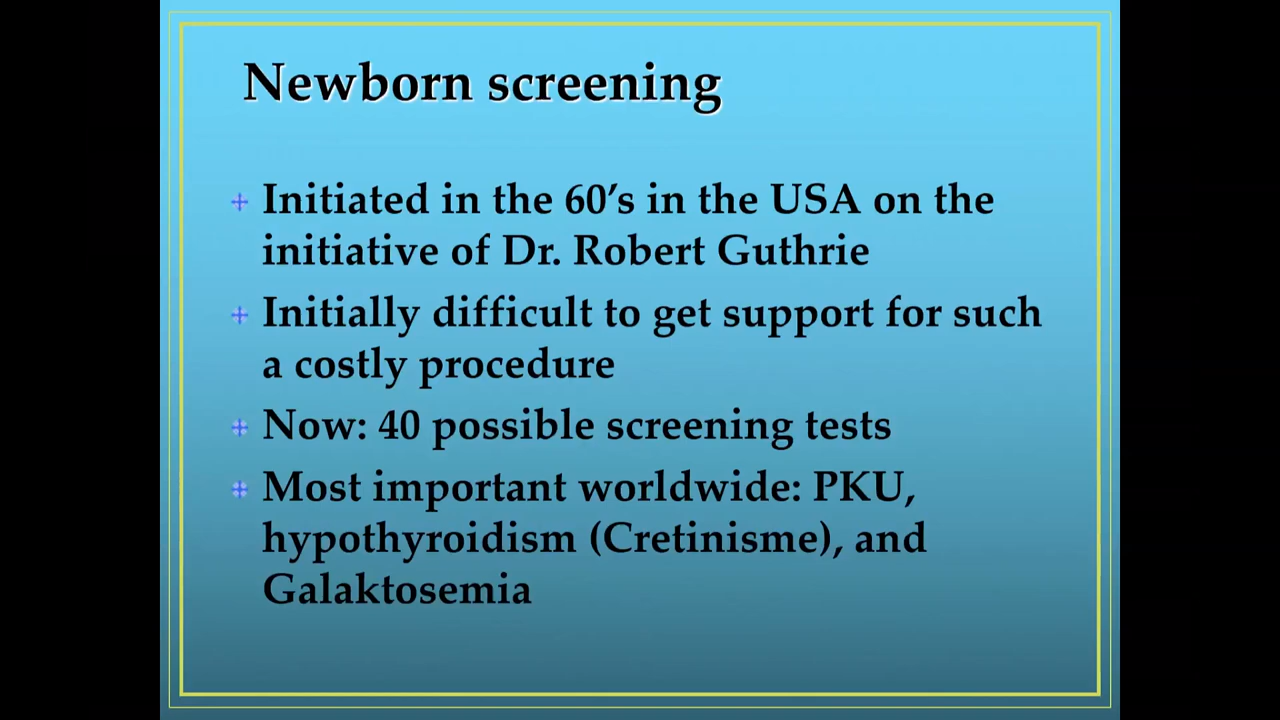 Newborn screening
Initiated in the 60’s in the USA on the
initiative of Dr. Robert Guthrie
Initially difficult to get support for such
a costly procedure
Now: 40 possible screening tests
Most important worldwide: PKU,
hypothyroidism (Cretinisme), and
Galaktosemia